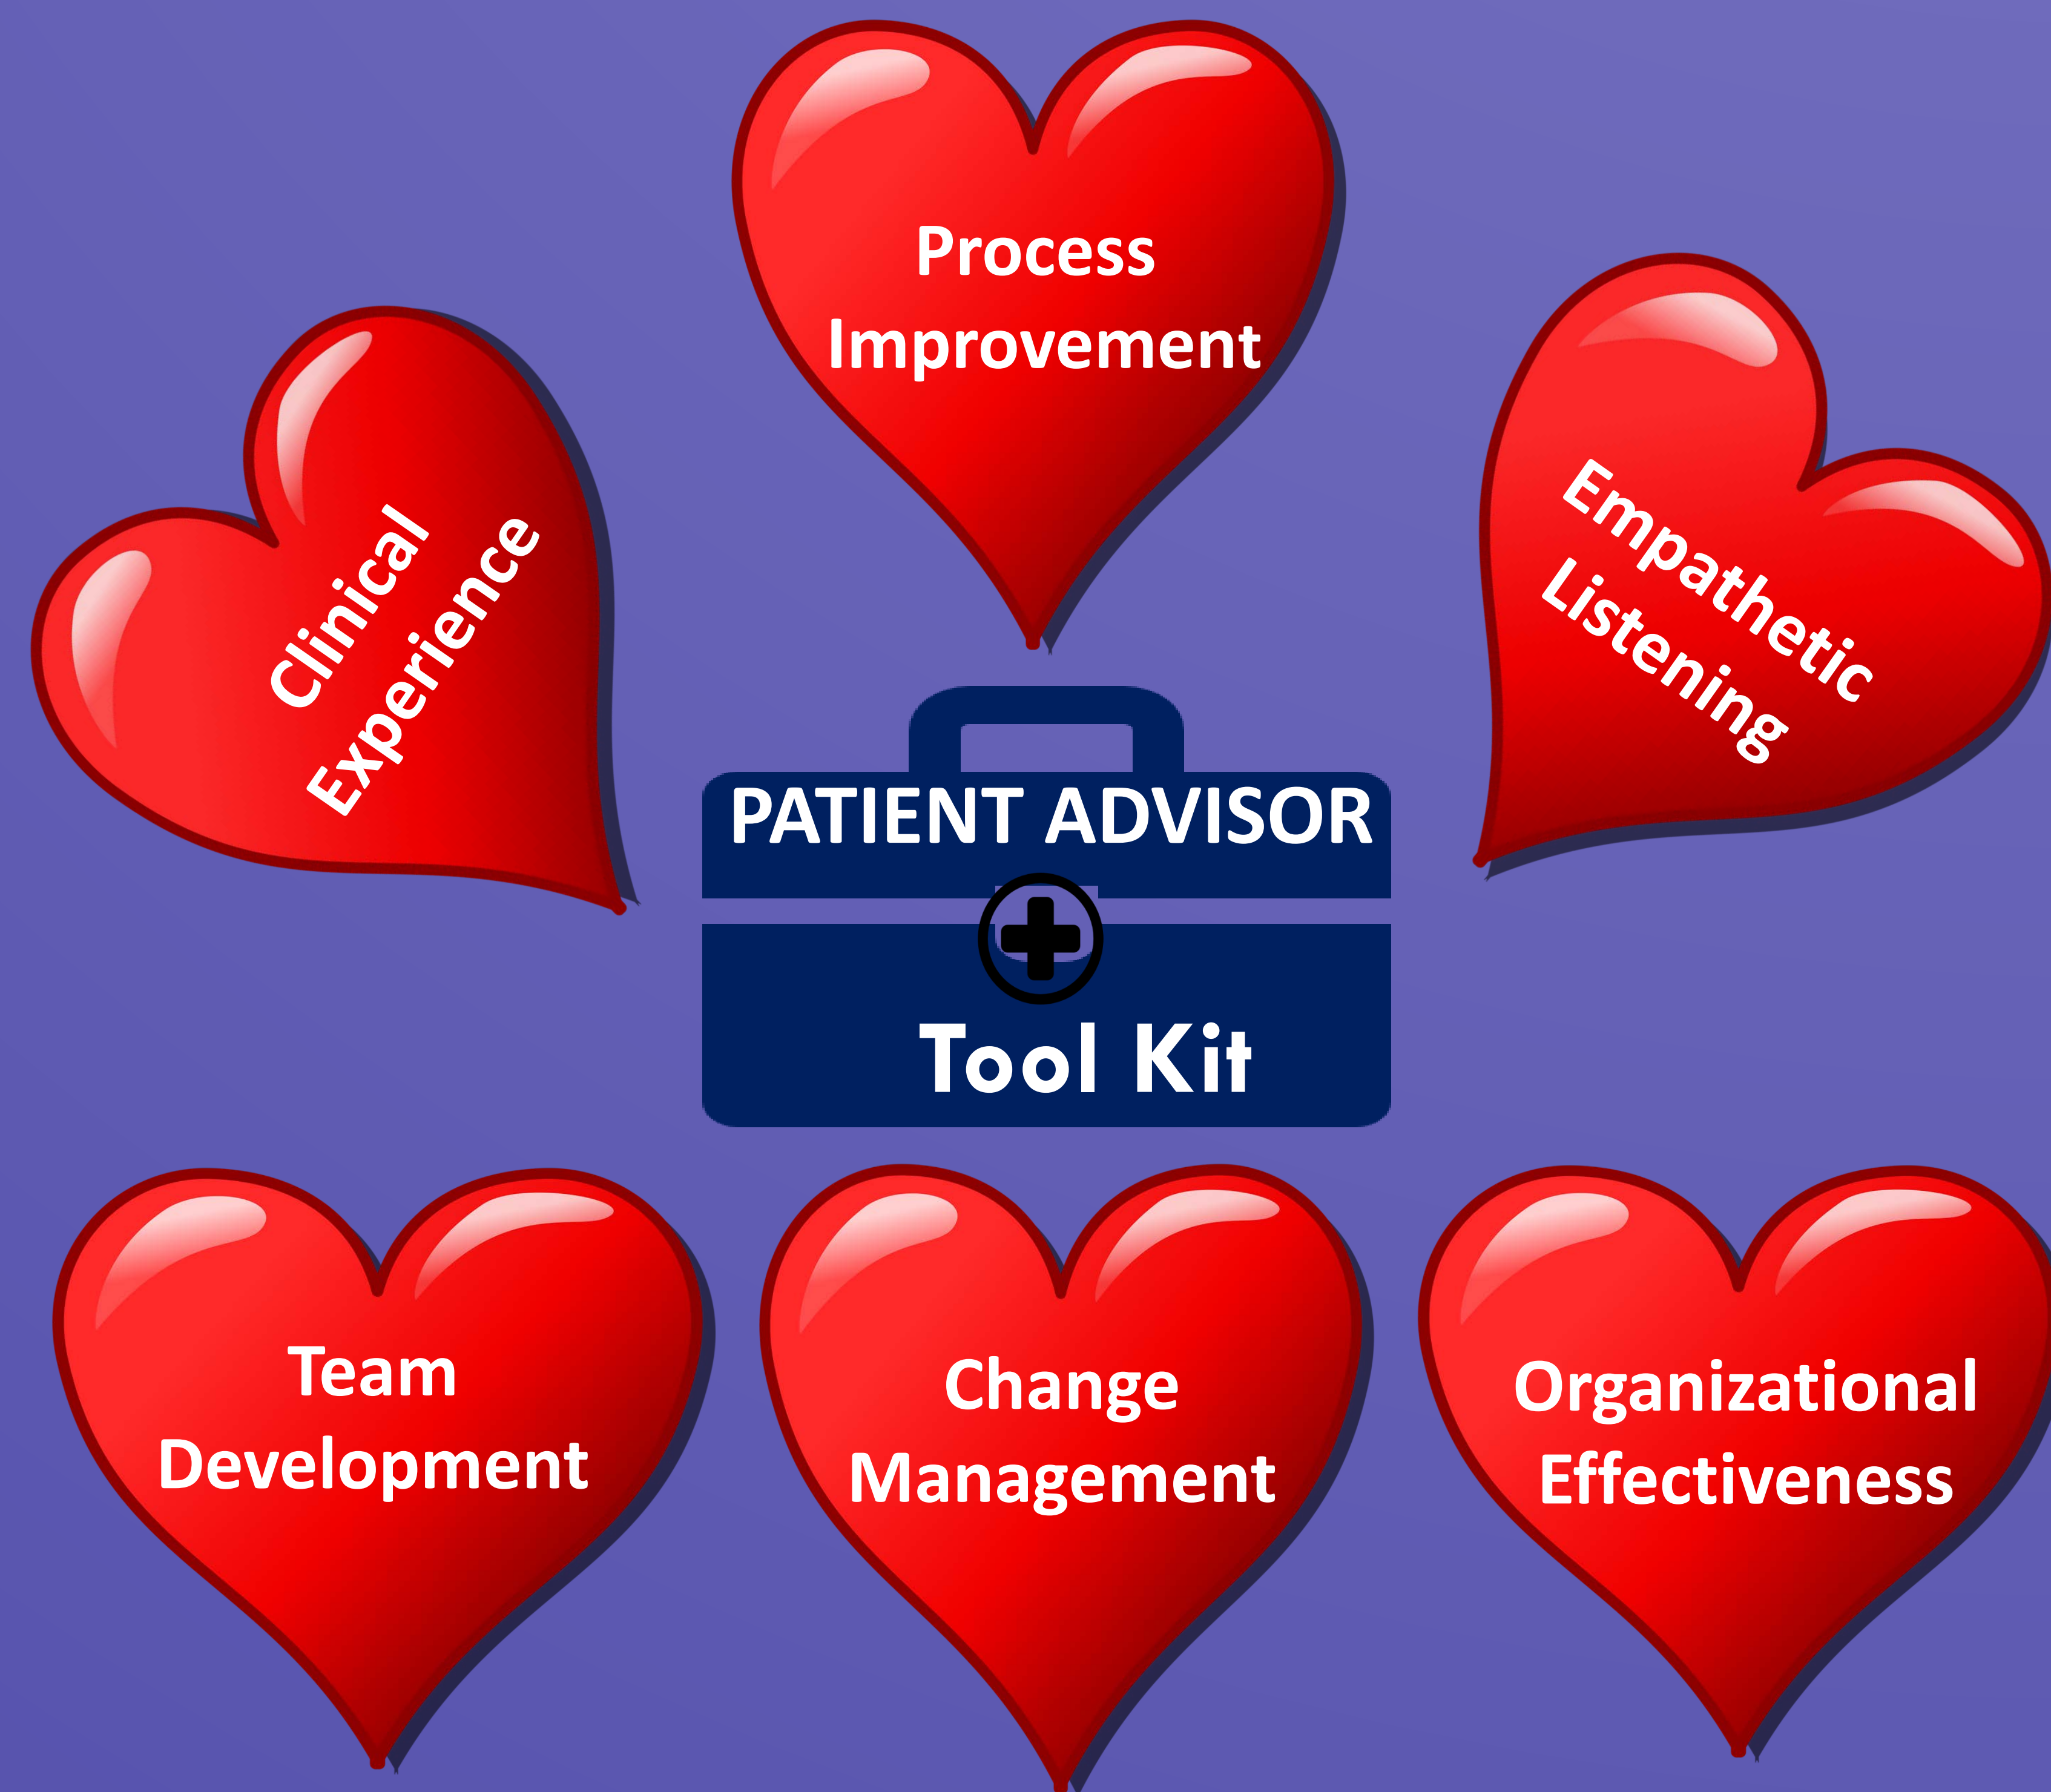 Process
Improvement
Clinical
Experience
Empathetic
Listening
PATIENT ADVISOR
Tool Kit
Team
Development
Change
Management
Organizational
Effectiveness